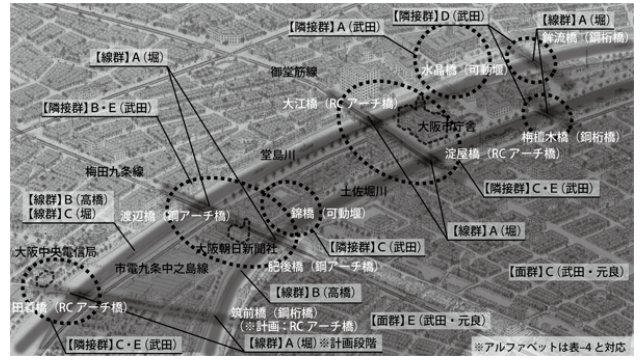 【隣接群】D(武田)
【線群】A(堀)
【隣接群】A(武田)
鉾流橋(鋼桁橋)
【線群】A(堀)
水晶橋(可動堰)
御堂筋線
大江橋(RCアーチ橋)
【隣接群】B・E(武田)
大阪市庁舎
栴檀木橋(鋼桁橋)
淀屋橋(RCアーチ橋)
堂島川
梅田九条線
土佐堀川
【隣接群】C・E(武田)
【線群】B(高橋)
【線群】C(堀)
渡辺橋(鋼アーチ橋)
錦橋(可動堰)
【線群】A(堀)
大阪朝日新聞社
【隣接群】C(武田)
大阪中央電信局
肥後橋(鋼アーチ橋)
市電九条中之島線
【面群】C(武田・元良)
【線群】B(高橋)
田蓑橋(RCアーチ橋)
筑前橋(鋼桁橋)
(※計画:RCアーチ橋)
【面群】E(武田・元良)
【隣接群】C・E(武田)
【線群】A(堀)※計画段階
※アルファベットは表–4と対応